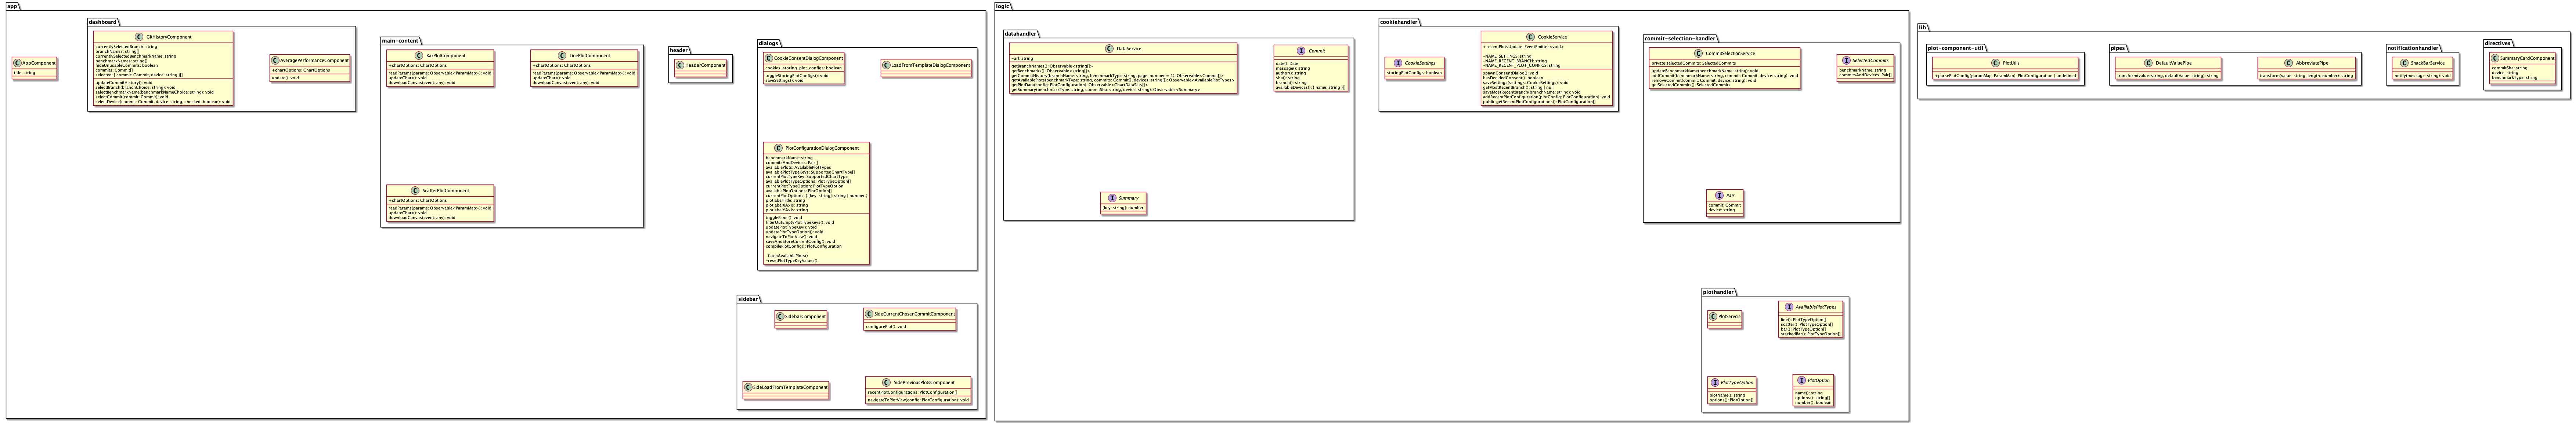 app
AppComponent
title: string
dashboard
GitHistoryComponent
currentlySelectedBranch: string
branchNames: string[]
currentlySelectedBenchmarkName: string
benchmarkNames: string[]
hideUnusableCommits: boolean
commits: Commit[]
selected: { commit: Commit; device: string }[]
updateCommitHistory(): void
selectBranch(branchChoice: string): void
selectBenchmarkName(benchmarkNameChoice: string): void
selectCommit(commit: Commit): void
selectDevice(commit: Commit, device: string, checked: boolean): void
AveragePerformanceComponent
+chartOptions: ChartOptions
update(): void
main-content
BarPlotComponent
+chartOptions: ChartOptions
readParams(params: Observable<ParamMap>): void
updateChart(): void
downloadCanvas(event: any): void
LinePlotComponent
+chartOptions: ChartOptions
readParams(params: Observable<ParamMap>): void
updateChart(): void
downloadCanvas(event: any): void
ScatterPlotComponent
+chartOptions: ChartOptions
readParams(params: Observable<ParamMap>): void
updateChart(): void
downloadCanvas(event: any): void
header
HeaderComponent
dialogs
CookieConsentDialogComponent
cookies_storing_plot_configs: boolean
toggleStoringPlotConfigs(): void
saveSettings(): void
LoadFromTemplateDialogComponent
PlotConfigurationDialogComponent
benchmarkName: string
commitsAndDevices: Pair[]
availablePlots: AvailablePlotTypes
availablePlotTypeKeys: SupportedChartType[]
currentPlotTypeKey: SupportedChartType
availablePlotTypeOptions: PlotTypeOption[]
currentPlotTypeOption: PlotTypeOption
availablePlotOptions: PlotOption[]
currentPlotOptions: { [key: string]: string | number }
plotlabelTitle: string
plotlabelXAxis: string
plotlabelYAxis: string
togglePanel(): void
filterOutEmptyPlotTypeKeys(): void
updatePlotTypeKey(): void
updatePlotTypeOption(): void
navigateToPlotView(): void
saveAndStoreCurrentConfig(): void
compilePlotConfig(): PlotConfiguration
-fetchAvailablePlots()
-resetPlotTypeKeyValues()
sidebar
SidebarComponent
SideCurrentChosenCommitComponent
configurePlot(): void
SideLoadFromTemplateComponent
SidePreviousPlotsComponent
recentPlotConfigurations: PlotConfiguration[]
navigateToPlotView(config: PlotConfiguration): void
logic
datahandler
DataService
-url: string
getBranchNames(): Observable<string[]>
getBenchmarks(): Observable<string[]>
getCommitHistory(branchName: string, benchmarkType: string, page: number = 1): Observable<Commit[]>
getAvailablePlots(benchmarkType: string, commits: Commit[], devices: string[]): Observable<AvailablePlotTypes>
getPlotData(config: PlotConfiguration): Observable<ChartDataSets[]>
getSummary(benchmarkType: string, commitSha: string, device: string): Observable<Summary>
Commit
date(): Date
message(): string
author(): string
sha(): string
branch(): string
availableDevices(): { name: string }[]
Summary
[key: string]: number
cookiehandler
CookieSettings
storingPlotConfigs: boolean
CookieService
+recentPlotsUpdate: EventEmitter<void>
-NAME_SETTINGS: string
-NAME_RECENT_BRANCH: string
-NAME_RECENT_PLOT_CONFIGS: string
spawnConsentDialog(): void
hasDecidedConsent(): boolean
saveSettings(settings: CookieSettings): void
getMostRecentBranch(): string | null
saveMostRecentBranch(branchName: string): void
addRecentPlotConfiguration(plotConfig: PlotConfiguration): void
public getRecentPlotConfigurations(): PlotConfiguration[]
commit-selection-handler
CommitSelectionService
private selectedCommits: SelectedCommits
updateBenchmarkName(benchmarkName: string): void
addCommit(benchmarkName: string, commit: Commit, device: string): void
removeCommit(commit: Commit, device: string): void
getSelectedCommits(): SelectedCommits
SelectedCommits
benchmarkName: string
commitsAndDevices: Pair[]
Pair
commit: Commit
device: string
plothandler
PlotService
AvailablePlotTypes
line(): PlotTypeOption[]
scatter(): PlotTypeOption[]
bar(): PlotTypeOption[]
stackedBar(): PlotTypeOption[]
PlotTypeOption
plotName(): string
options(): PlotOption[]
PlotOption
name(): string
options(): string[]
number(): boolean
lib
plot-component-util
PlotUtils
+parsePlotConfig(paramMap: ParamMap): PlotConfiguration | undefined
pipes
DefaultValuePipe
transform(value: string, defaultValue: string): string
AbbreviatePipe
transform(value: string, length: number): string
notificationhandler
SnackBarService
notify(message: string): void
directives
SummaryCardComponent
commitSha: string
device: string
benchmarkType: string